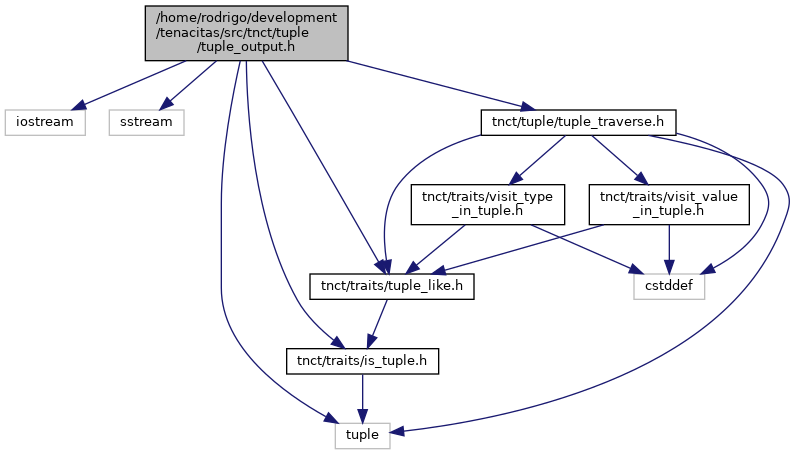 /home/rodrigo/development
/tenacitas/src/tnct/tuple
/tuple_output.h
iostream
sstream
tnct/tuple/tuple_traverse.h
tnct/traits/visit_type
_in_tuple.h
tnct/traits/visit_value
_in_tuple.h
tnct/traits/tuple_like.h
cstddef
tnct/traits/is_tuple.h
tuple